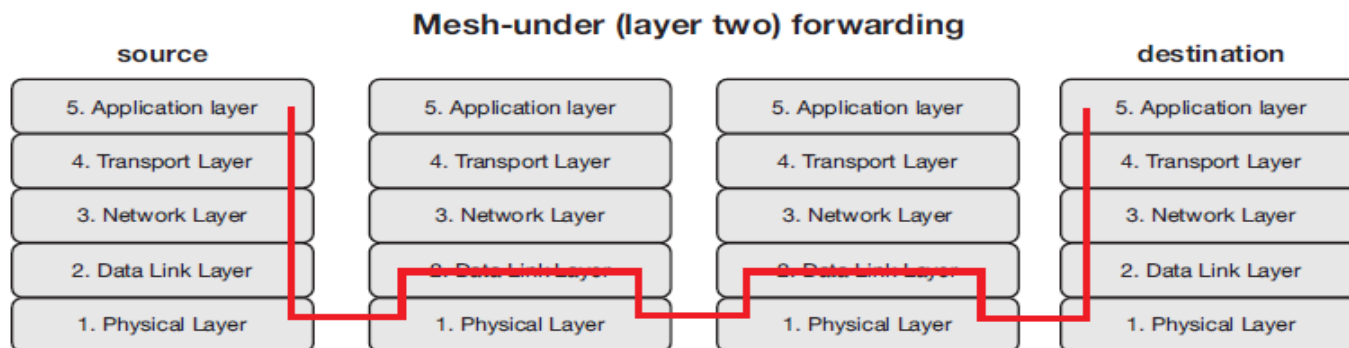 Mesh-under (layer two) forwarding
source destination
5. Application layer 5. Application layer 5. Application layer 5. Application layer
4. Transport Layer 4. Transport Layer 4. Transport Layer 4. Transport Layer
3. Network Layer 3. Network Layer 3. Network Layer 3. Network Layer
2. Data Link Layer 2. Data Link Layer 2. Data Link Layer 2. Data Link Layer
1. Physical Layer 1. Physical Layer 1. Physical Layer 1. Physical Layer